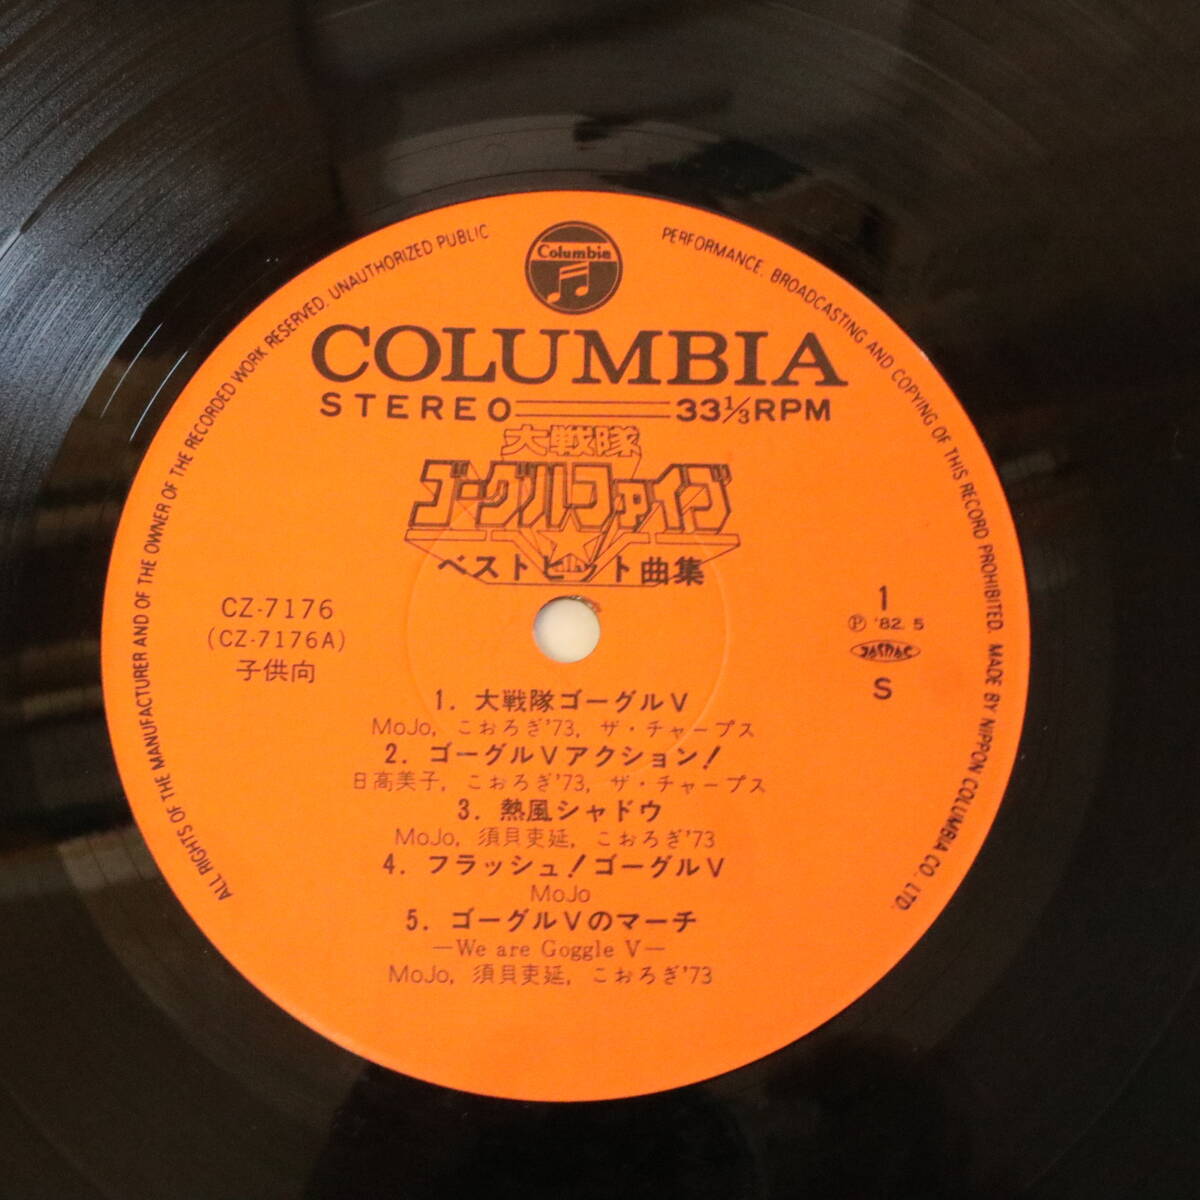 Columbia
ALL RIGHTS OF THE MANUFACTURER AND OF THE OWNER OF THE RECORDED WORK RESERVED. UNAUTHORIZED PUBLIC
PERFORMANCE. BROADCASTING AND COPYING OF THIS RECORD PROHIBITED. MADE BY NIPPON COLUMBIA CO., LTD.
COLUMBIA
STEREO 33 1/3 RPM
大戦隊
ゴーグルファイブ
ベストヒット曲集
CZ-7176
(CZ-7176A)
子供向
1
Ⓟ '82. 5
JASRAC
S
1. 大戦隊ゴーグルV
MoJo, こおろぎ'73, ザ・チャープス
2. ゴーグルVアクション!
日高美子, こおろぎ'73, ザ・チャープス
3. 熱風シャドウ
MoJo, 須貝吏延, こおろぎ'73
4. フラッシュ!ゴーグルV
MoJo
5. ゴーグルVのマーチ
—We are Goggle V—
MoJo, 須貝吏延, こおろぎ'73